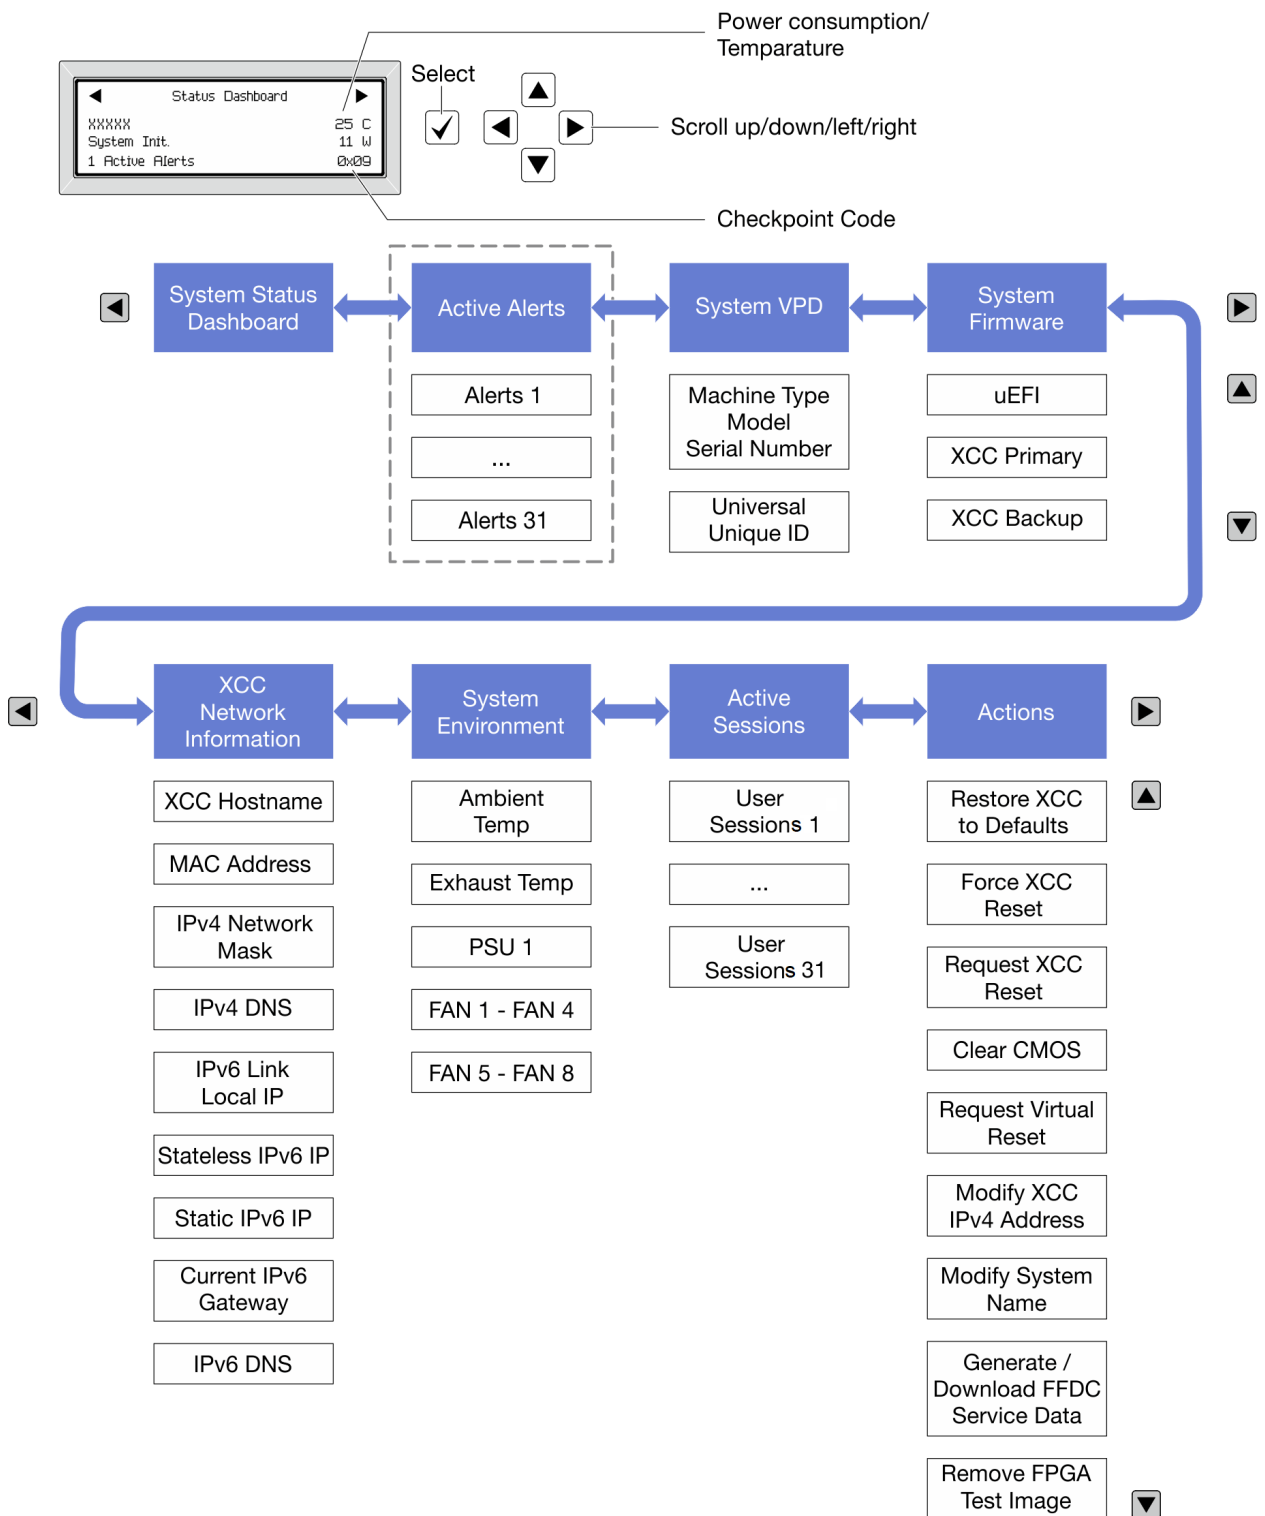 Power consumption/
Temparature
Select
Status Dashboard
XXXXX 25 C
System Init. 11 W
1 Active Alerts 0x09
Scroll up/down/left/right
Checkpoint Code
System Status
Dashboard
Active Alerts
System VPD
System
Firmware
Alerts 1
...
Alerts 31
Machine Type
Model
Serial Number
Universal
Unique ID
uEFI
XCC Primary
XCC Backup
XCC
Network
Information
System
Environment
Active
Sessions
Actions
XCC Hostname
MAC Address
IPv4 Network
Mask
IPv4 DNS
IPv6 Link
Local IP
Stateless IPv6 IP
Static IPv6 IP
Current IPv6
Gateway
IPv6 DNS
Ambient
Temp
Exhaust Temp
PSU 1
FAN 1 - FAN 4
FAN 5 - FAN 8
User
Sessions 1
...
User
Sessions 31
Restore XCC
to Defaults
Force XCC
Reset
Request XCC
Reset
Clear CMOS
Request Virtual
Reset
Modify XCC
IPv4 Address
Modify System
Name
Generate /
Download FFDC
Service Data
Remove FPGA
Test Image